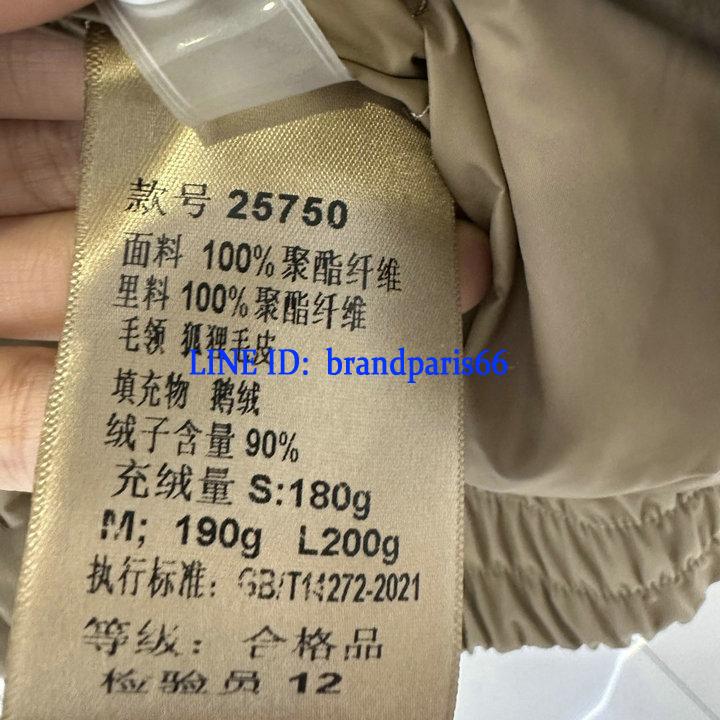 款号 25750
面料 100%聚酯纤维
里料 100%聚酯纤维
毛领 狐狸毛皮
LINE ID: brandparis66
填充物 鹅绒
绒子含量 90%
充绒量 S:180g
M; 190g L200g
执行标准: GB/T14272-2021
等级: 合格品
检验员 12